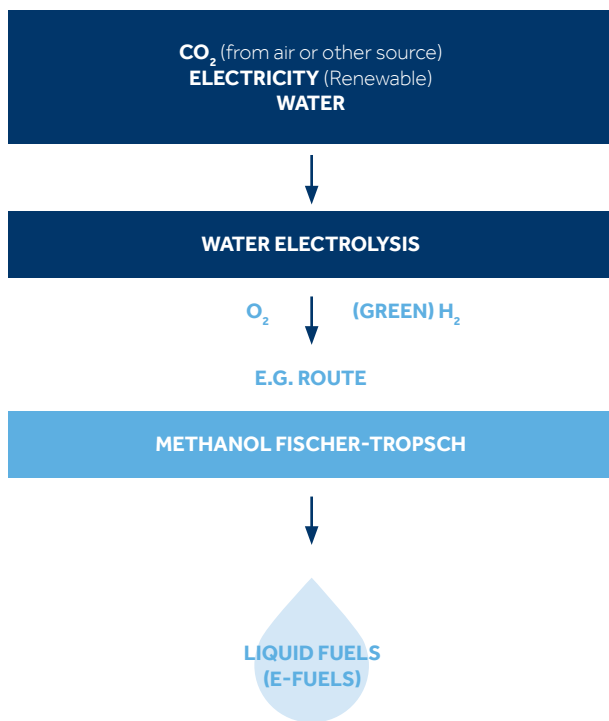 CO₂ (from air or other source)
ELECTRICITY (Renewable)
WATER
WATER ELECTROLYSIS
O₂ (GREEN) H₂
E.G. ROUTE
METHANOL FISCHER-TROPSCH
LIQUID FUELS
(E-FUELS)